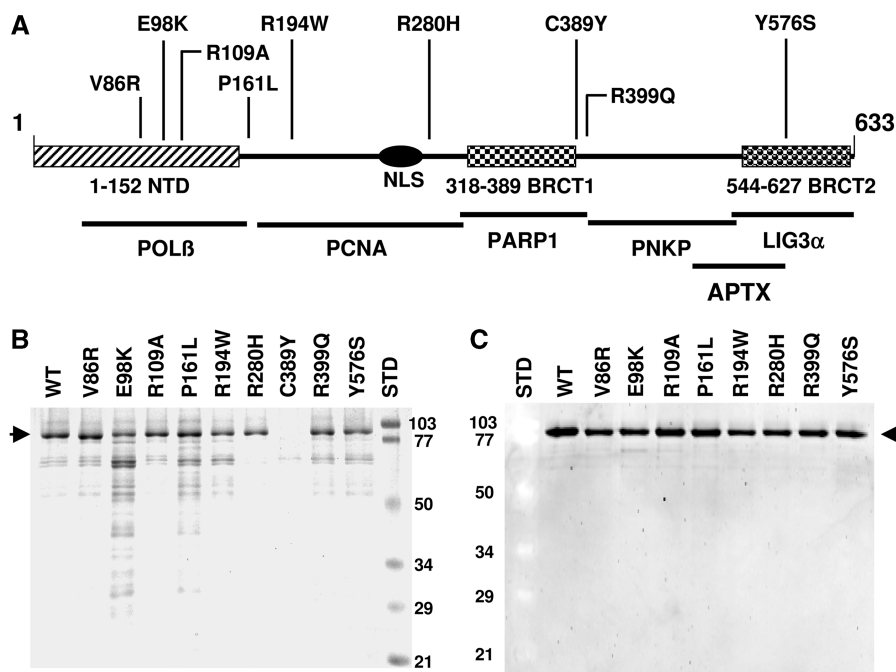 A
E98K R194W R280H C389Y Y576S
R109A
V86R P161L R399Q
1 633
NLS
1-152 NTD 318-389 BRCT1 544-627 BRCT2
POLß PCNA PARP1 PNKP LIG3α
APTX
B
WT V86R E98K R109A P161L R194W R280H C389Y R399Q Y576S STD
103
77
50
34
29
21
C
STD WT V86R E98K R109A P161L R194W R280H R399Q Y576S
103
77
50
34
29
21